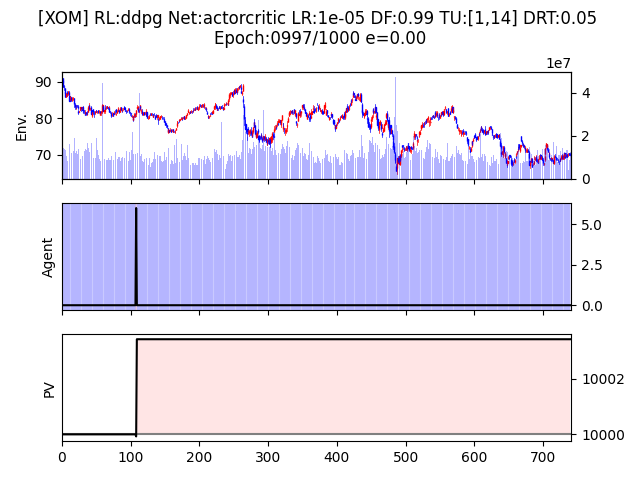 [XOM] RL:ddpg Net:actorcritic LR:1e-05 DF:0.99 TU:[1,14] DRT:0.05
Epoch:0997/1000 e=0.00
1e7
90
80
70
Env.
4
2
0
Agent
5.0
2.5
0.0
PV
10002
10000
0 100 200 300 400 500 600 700